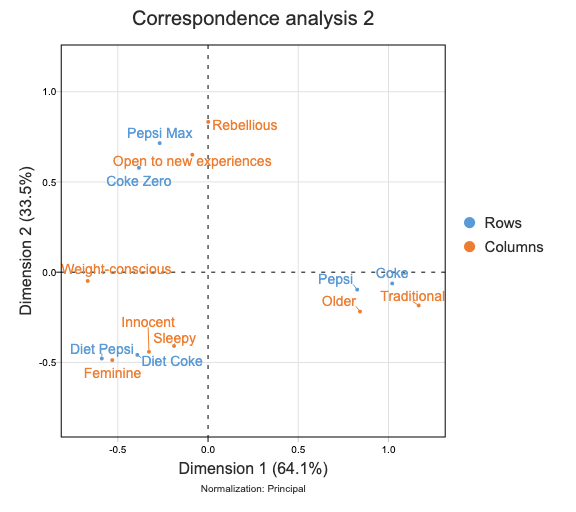 Correspondence analysis 2
1.0
Rebellious
Pepsi Max
Open to new experiences
0.5
Coke Zero
Dimension 2 (33.5%)
Rows
Columns
Weight-conscious
0.0
Coke
Pepsi
Traditional
Older
Innocent
Sleepy
Diet Pepsi
Diet Coke
-0.5
Feminine
-0.5
0.0
0.5
1.0
Dimension 1 (64.1%)
Normalization: Principal